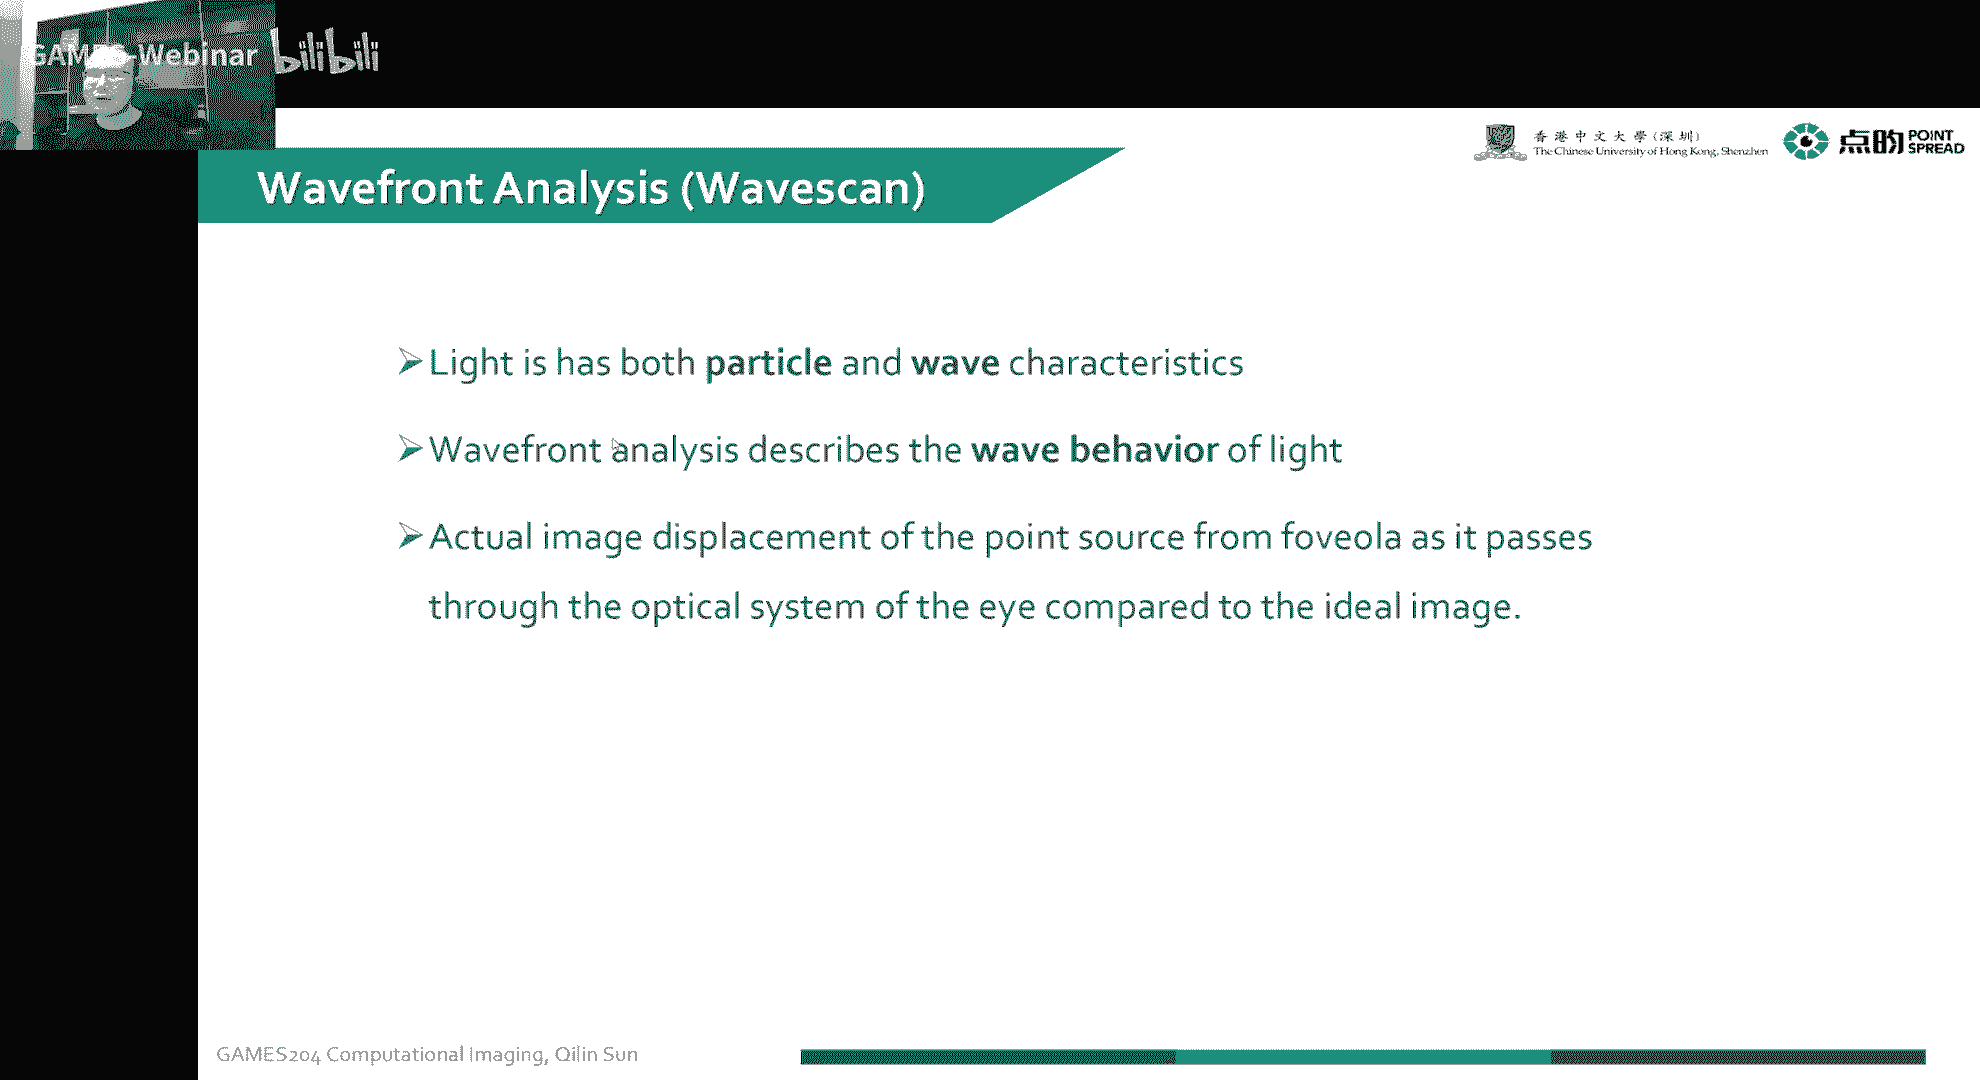 GAMES-Webinar bilibili
香港中文大學(深圳)
The Chinese University of Hong Kong, Shenzhen
点昀 POINT
SPREAD
Wavefront Analysis (Wavescan)
Light is has both particle and wave characteristics
Wavefront analysis describes the wave behavior of light
Actual image displacement of the point source from foveola as it passes
through the optical system of the eye compared to the ideal image.
GAMES204 Computational Imaging, Qilin Sun